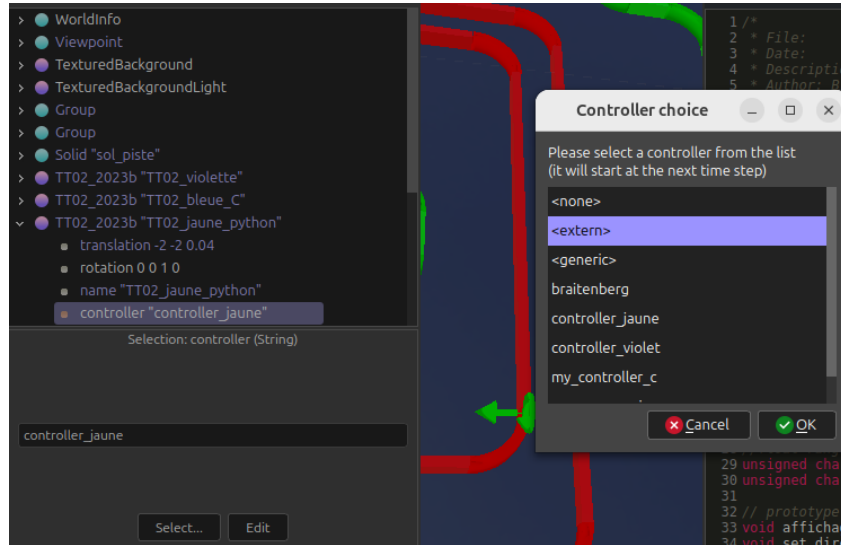 WorldInfo
Viewpoint
TexturedBackground
TexturedBackgroundLight
Group
Group
Solid "sol_piste"
TT02_2023b "TT02_violette"
TT02_2023b "TT02_bleue_C"
TT02_2023b "TT02_jaune_python"
translation -2 -2 0.04
rotation 0 0 1 0
name "TT02_jaune_python"
controller "controller_jaune"
Selection: controller (String)
controller_jaune
Select...
Edit
1 /*
2 * File:
3 * Date:
4 * Descripti
5 * Author: B
Controller choice
Please select a controller from the list
(it will start at the next time step)
<none>
<extern>
<generic>
braitenberg
controller_jaune
controller_violet
my_controller_c
Cancel
OK
29 unsigned cha
30 unsigned cha
31
32 // prototype
33 void afficha
34 void set_dir